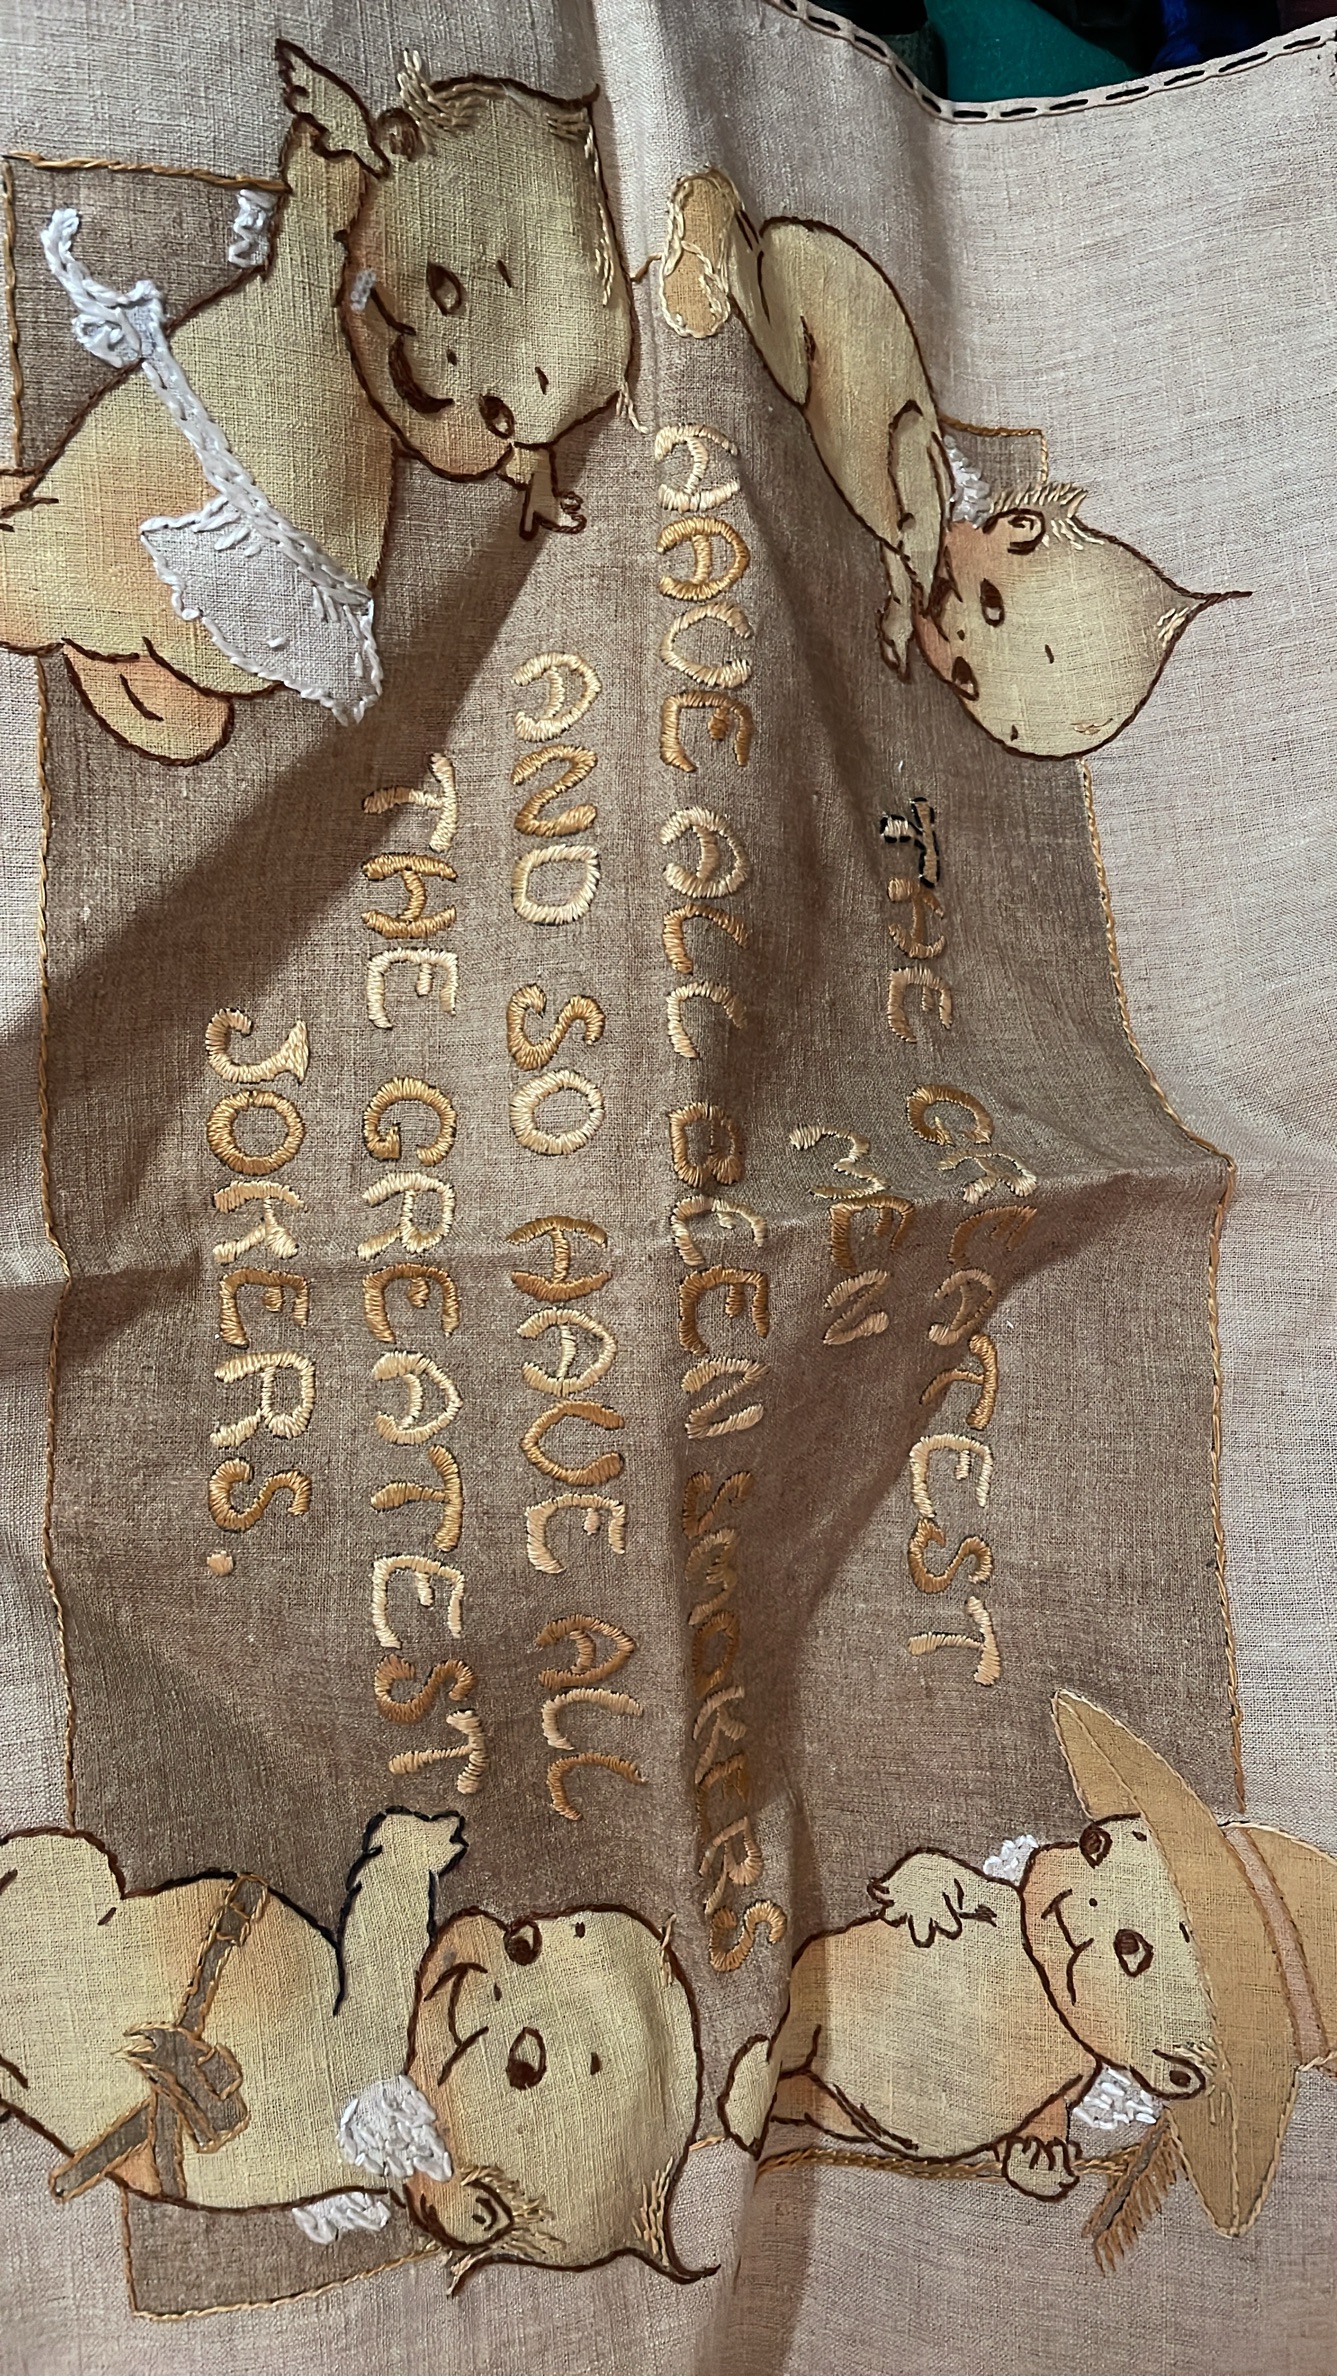 THE GREATEST
MEN
HAVE ALL BEEN SMOKERS
AND SO HAVE ALL
THE GREATEST
JOKERS.